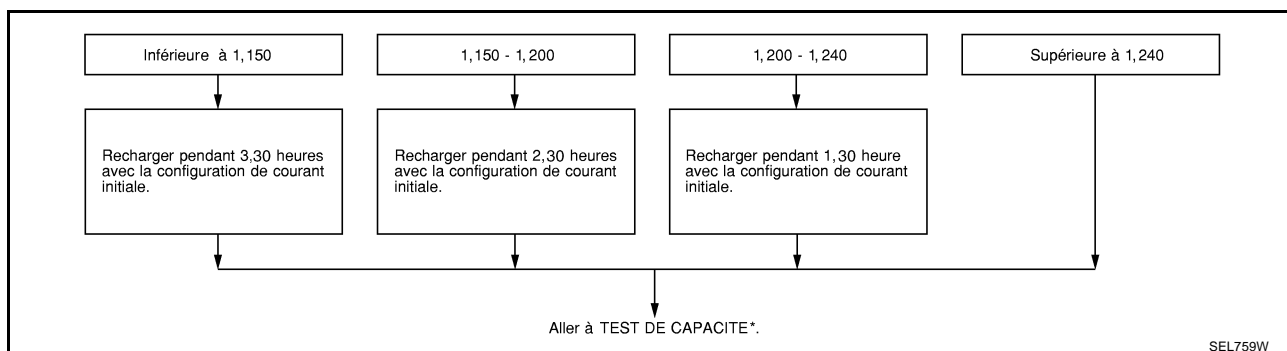 Inférieure à 1,150
1,150 - 1,200
1,200 - 1,240
Supérieure à 1,240
Recharger pendant 3,30 heures
avec la configuration de courant
initiale.
Recharger pendant 2,30 heures
avec la configuration de courant
initiale.
Recharger pendant 1,30 heure
avec la configuration de courant
initiale.
Aller à TEST DE CAPACITE*.
SEL759W